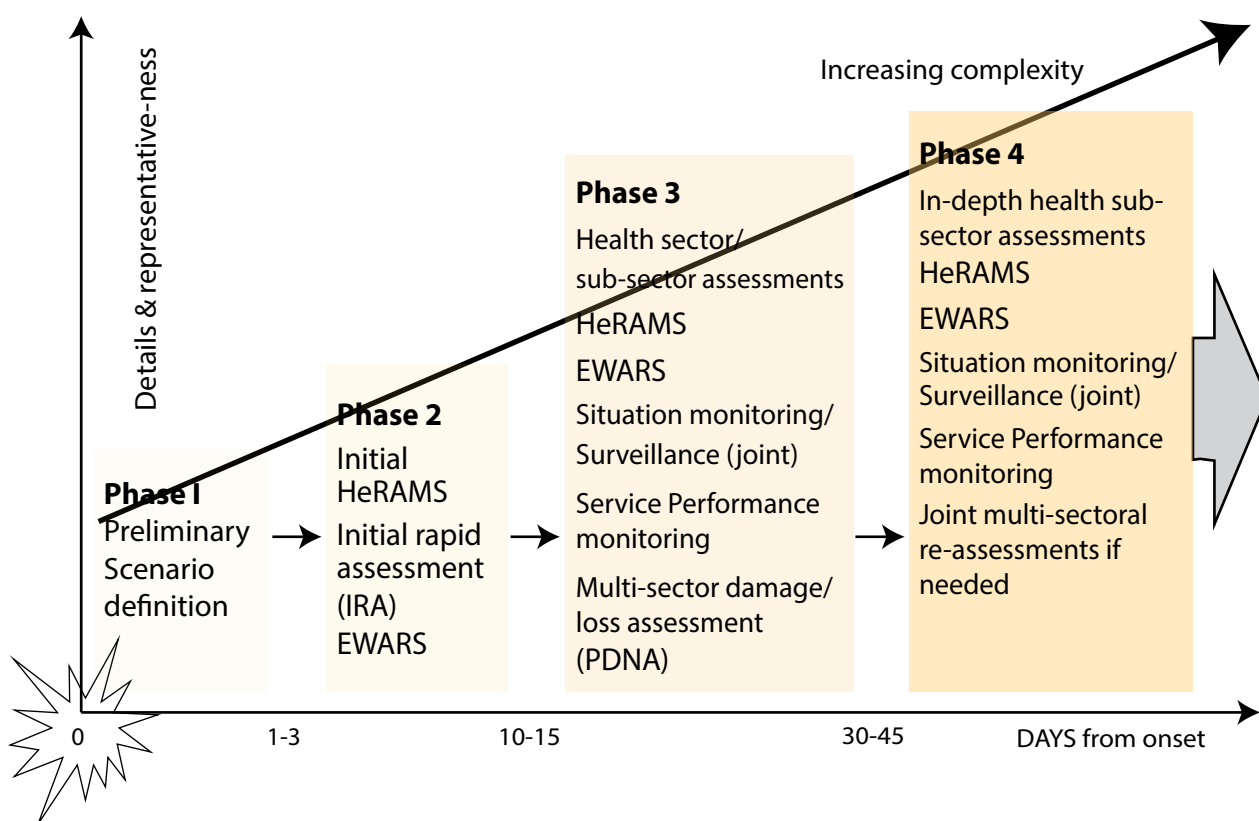 Details & representative-ness
Increasing complexity
Phase I
Preliminary
Scenario
definition
Phase 2
Initial
HeRAMS
Initial rapid
assessment
(IRA)
EWARS
Phase 3
Health sector/
sub-sector assessments
HeRAMS
EWARS
Situation monitoring/
Surveillance (joint)
Service Performance
monitoring
Multi-sector damage/
loss assessment
(PDNA)
Phase 4
In-depth health sub-
sector assessments
HeRAMS
EWARS
Situation monitoring/
Surveillance (joint)
Service Performance
monitoring
Joint multi-sectoral
re-assessments if
needed
0
1-3
10-15
30-45
DAYS from onset